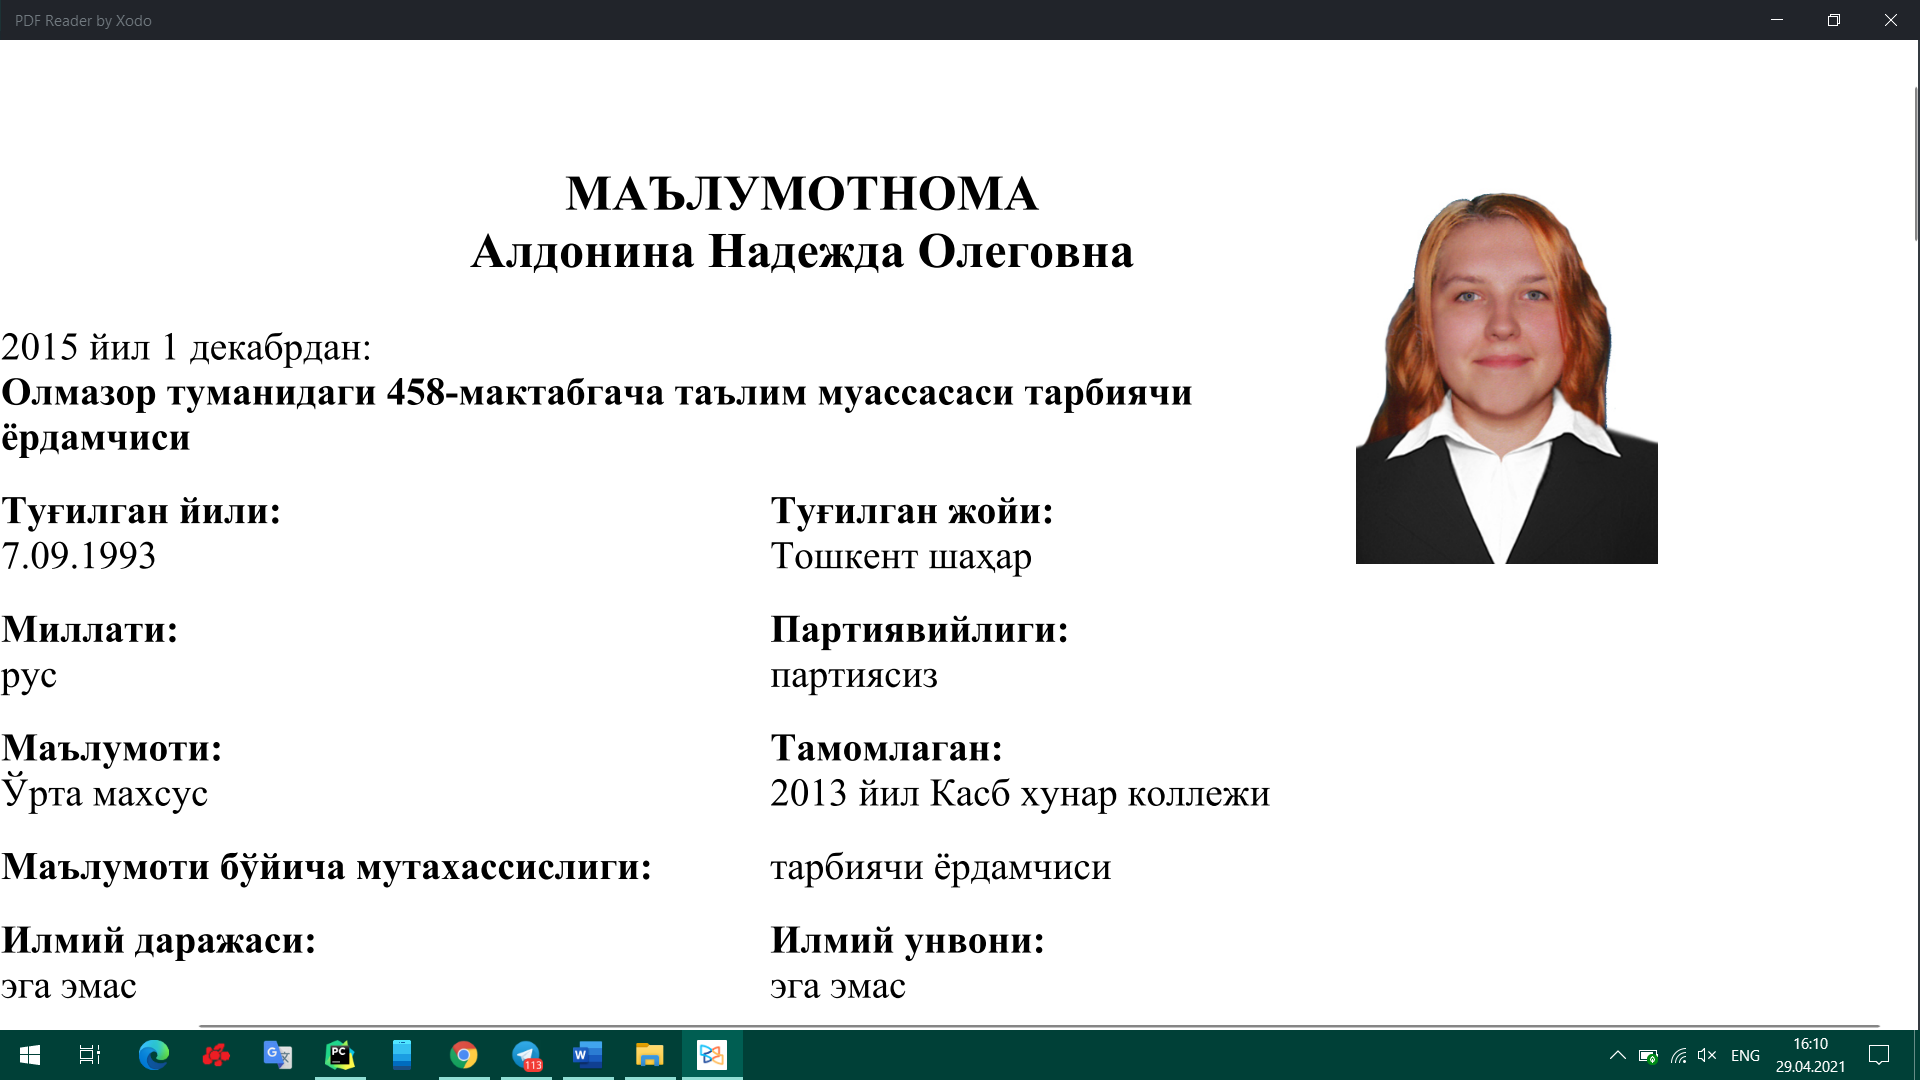 PDF Reader by Xodo
МАЪЛУМОТНОМА
Алдонина Надежда Олеговна
2015 йил 1 декабрдан:
Олмазор туманидаги 458-мактабгача таълим муассасаси тарбиячи
ёрдамчиси
Туғилган йили:
Туғилган жойи:
7.09.1993
Тошкент шаҳар
Миллати:
Партиявийлиги:
рус
партиясиз
Маълумоти:
Тамомлаган:
Ўрта махсус
2013 йил Касб хунар коллежи
Маълумоти бўйича мутахассислиги:
тарбиячи ёрдамчиси
Илмий даражаси:
Илмий унвони:
эга эмас
эга эмас
PC
113
W
ENG
16:10
29.04.2021